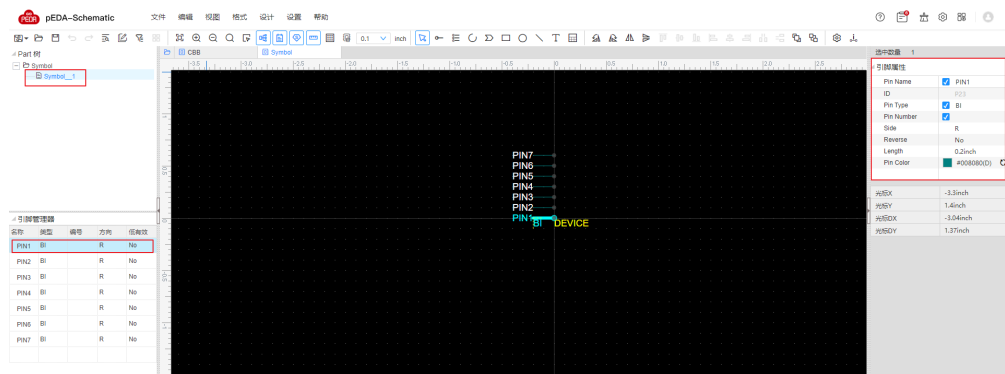 PEDA pEDA-Schematic 文件 编辑 视图 格式 设计 设置 帮助
0.1 inch
Part 树
Symbol
Symbol__1
CBB Symbol
PIN7
PIN6
PIN5
PIN4
PIN3
PIN2
PIN1
BI DEVICE
引脚管理器
名称 类型 编号 方向 低有效
PIN1 BI R No
PIN2 BI R No
PIN3 BI R No
PIN4 BI R No
PIN5 BI R No
PIN6 BI R No
PIN7 BI R No
选中数量 1
引脚属性
Pin Name PIN1
ID P23
Pin Type BI
Pin Number
Side R
Reverse No
Length 0.2inch
Pin Color #008080(D)
光标X -3.3inch
光标Y 1.4inch
光标DX -3.04inch
光标DY 1.37inch